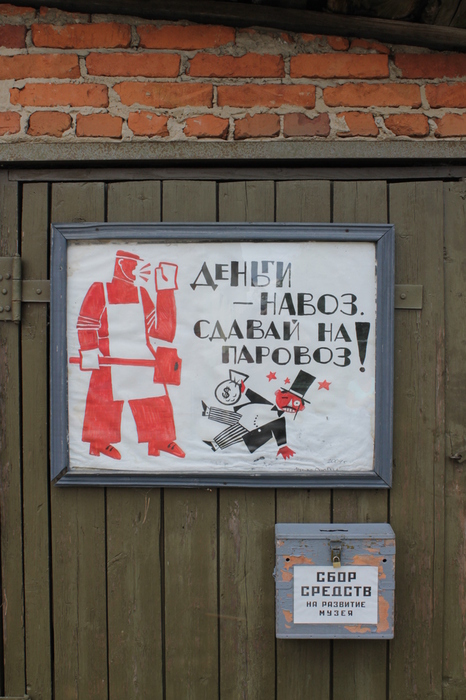 ДЕНЬГИ
— НАВОЗ.
СДАВАЙ НА
ПАРОВОЗ!
$
СБОР
СРЕДСТВ
НА РАЗВИТИЕ
МУЗЕЯ